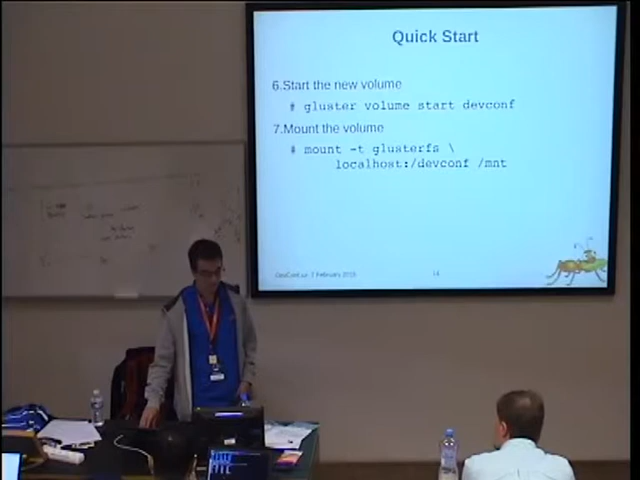 Quick Start
6.Start the new volume
# gluster volume start devconf
7.Mount the volume
# mount -t glusterfs \
localhost:/devconf /mnt
14